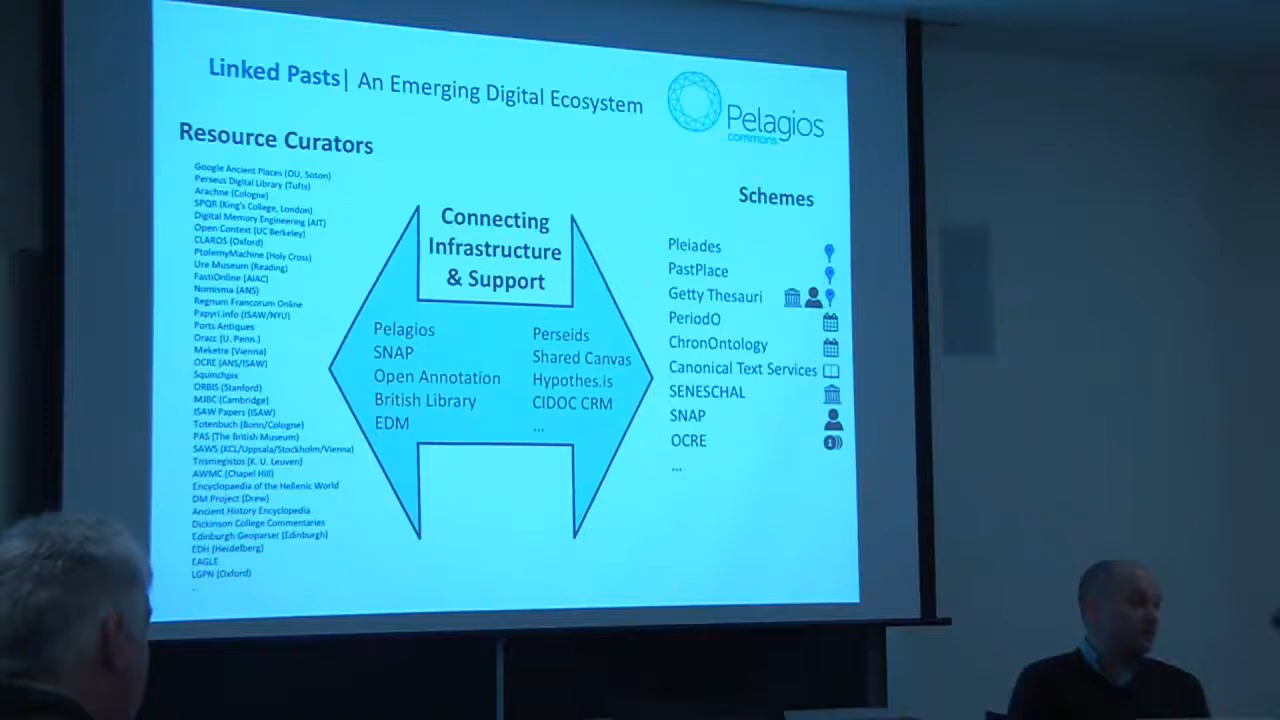 Linked Pasts| An Emerging Digital Ecosystem
Pelagios
commons
Resource Curators
Google Ancient Places (OU, Soton)
Perseus Digital Library (Tufts)
Arachne (Cologne)
SPQR (King's College, London)
Digital Memory Engineering (AIT)
Open Context (UC Berkeley)
CLAROS (Oxford)
PtolemyMachine (Holy Cross)
Ure Museum (Reading)
FastiOnline (AIAC)
Nomisma (ANS)
Regnum Francorum Online
Papyri.info (ISAW/NYU)
Ports Antiques
Oracc (U. Penn.)
Meketre (Vienna)
OCRE (ANS/ISAW)
Squinchpix
ORBIS (Stanford)
MJBC (Cambridge)
ISAW Papers (ISAW)
Totenbuch (Bonn/Cologne)
PAS (The British Museum)
SAWS (KCL/Uppsala/Stockholm/Vienna)
Trismegistos (K. U. Leuven)
AWMC (Chapel Hill)
Encyclopaedia of the Hellenic World
DM Project (Drew)
Ancient History Encyclopedia
Dickinson College Commentaries
Edinburgh Geoparser (Edinburgh)
EDH (Heidelberg)
EAGLE
LGPN (Oxford)
...
Connecting
Infrastructure
& Support
Pelagios
SNAP
Open Annotation
British Library
EDM
Perseids
Shared Canvas
Hypothes.is
CIDOC CRM
...
Schemes
Pleiades
PastPlace
Getty Thesauri
PeriodO
ChronOntology
Canonical Text Services
SENESCHAL
SNAP
OCRE
...